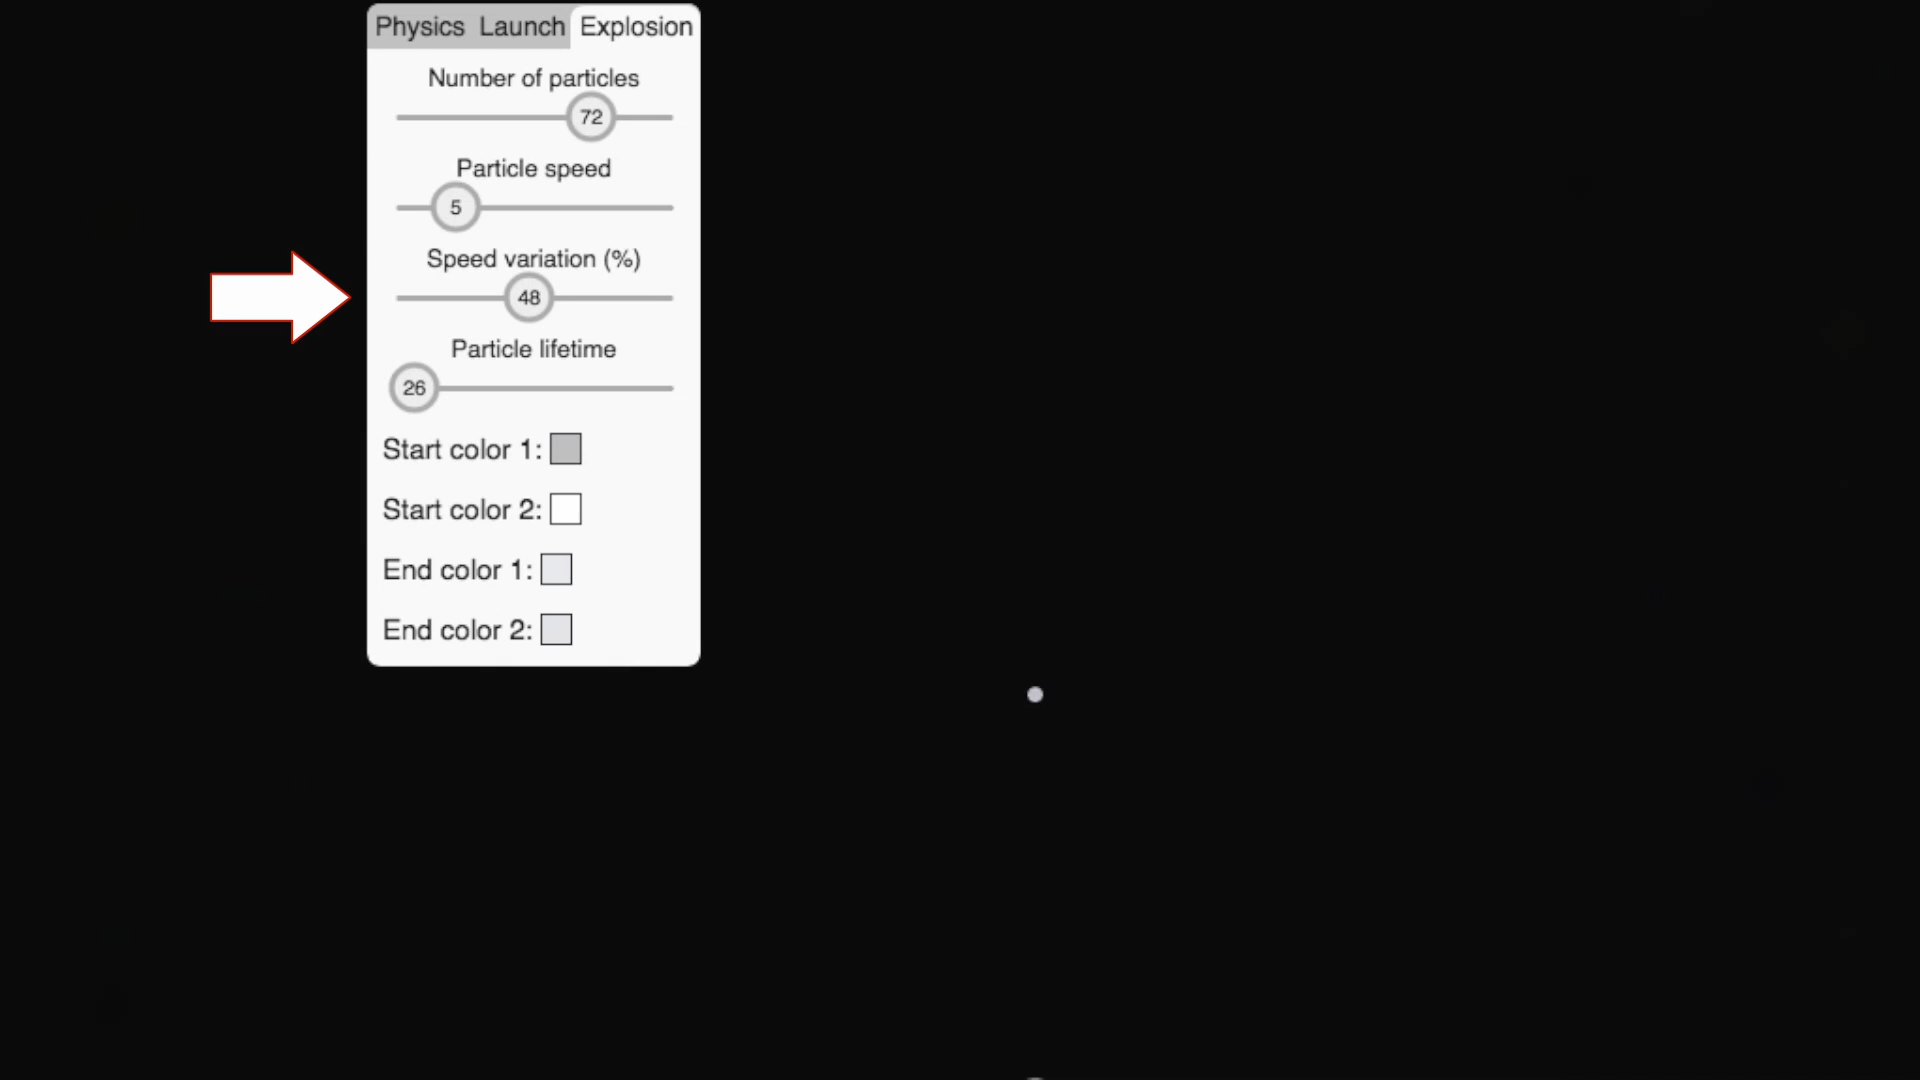 Physics Launch Explosion
Number of particles
72
Particle speed
5
Speed variation (%)
48
Particle lifetime
26
Start color 1:
Start color 2:
End color 1:
End color 2: